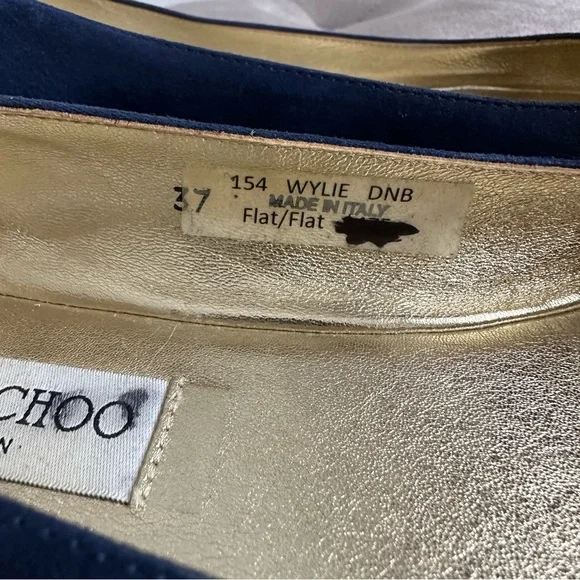 37
154 WYLIE DNB
MADE IN ITALY
Flat/Flat
CHOO
N